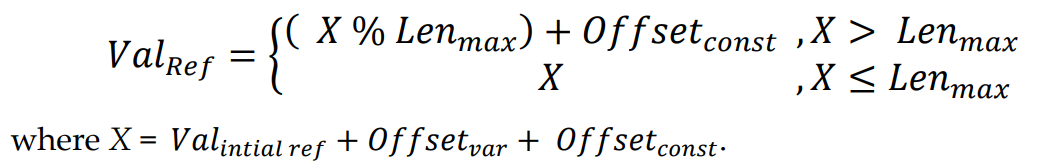 Val_Ref = { ( X % Len_max) + Offset_const , X > Len_max
X , X ≤ Len_max
where X = Val_intial ref + Offset_var + Offset_const.